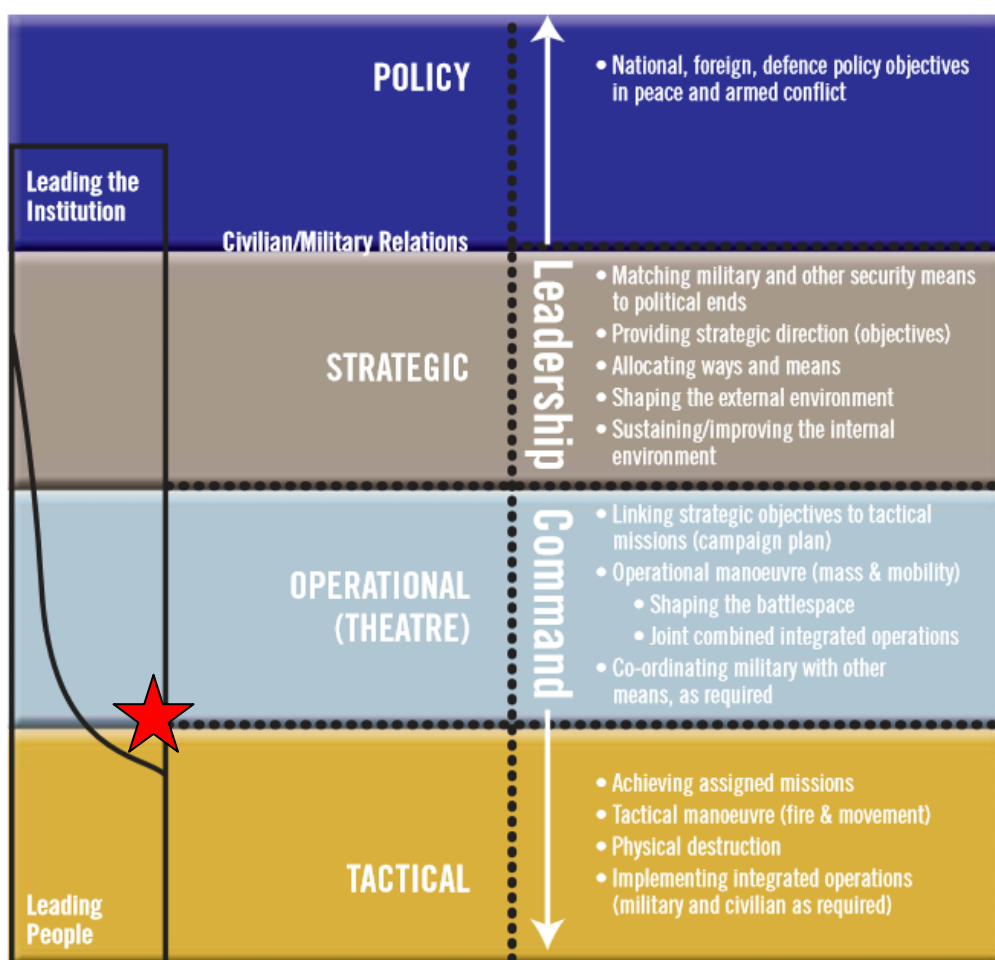 POLICY
• National, foreign, defence policy objectives
in peace and armed conflict
Leading the
Institution
Civilian/Military Relations
Leadership
STRATEGIC
• Matching military and other security means
to political ends
• Providing strategic direction (objectives)
• Allocating ways and means
• Shaping the external environment
• Sustaining/improving the internal
environment
Command
OPERATIONAL
(THEATRE)
• Linking strategic objectives to tactical
missions (campaign plan)
• Operational manoeuvre (mass & mobility)
• Shaping the battlespace
• Joint combined integrated operations
• Co-ordinating military with other
means, as required
TACTICAL
• Achieving assigned missions
• Tactical manoeuvre (fire & movement)
• Physical destruction
• Implementing integrated operations
(military and civilian as required)
Leading
People